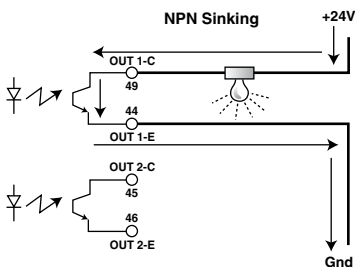 NPN Sinking
+24V
OUT 1-C
49
44
OUT 1-E
OUT 2-C
45
46
OUT 2-E
Gnd